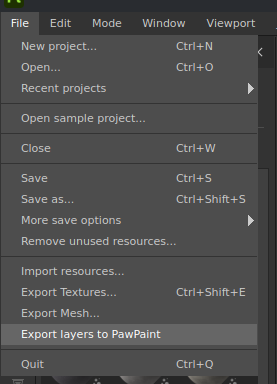 File Edit Mode Window Viewport
New project... Ctrl+N
Open... Ctrl+O
Recent projects
Open sample project...
Close Ctrl+W
Save Ctrl+S
Save as... Ctrl+Shift+S
More save options
Remove unused resources...
Import resources...
Export Textures... Ctrl+Shift+E
Export Mesh...
Export layers to PawPaint
Quit Ctrl+Q